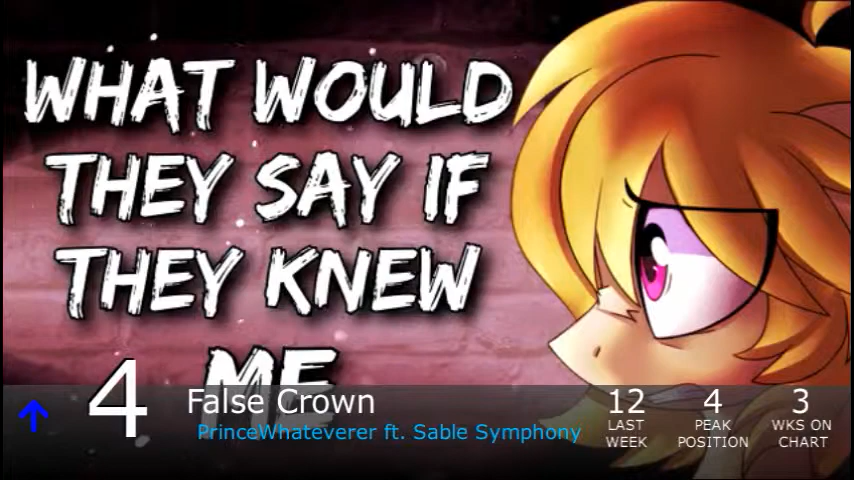 WHAT WOULD
THEY SAY IF
THEY KNEW
ME
4
False Crown
PrinceWhateverer ft. Sable Symphony
12
LAST
WEEK
4
PEAK
POSITION
3
WKS ON
CHART